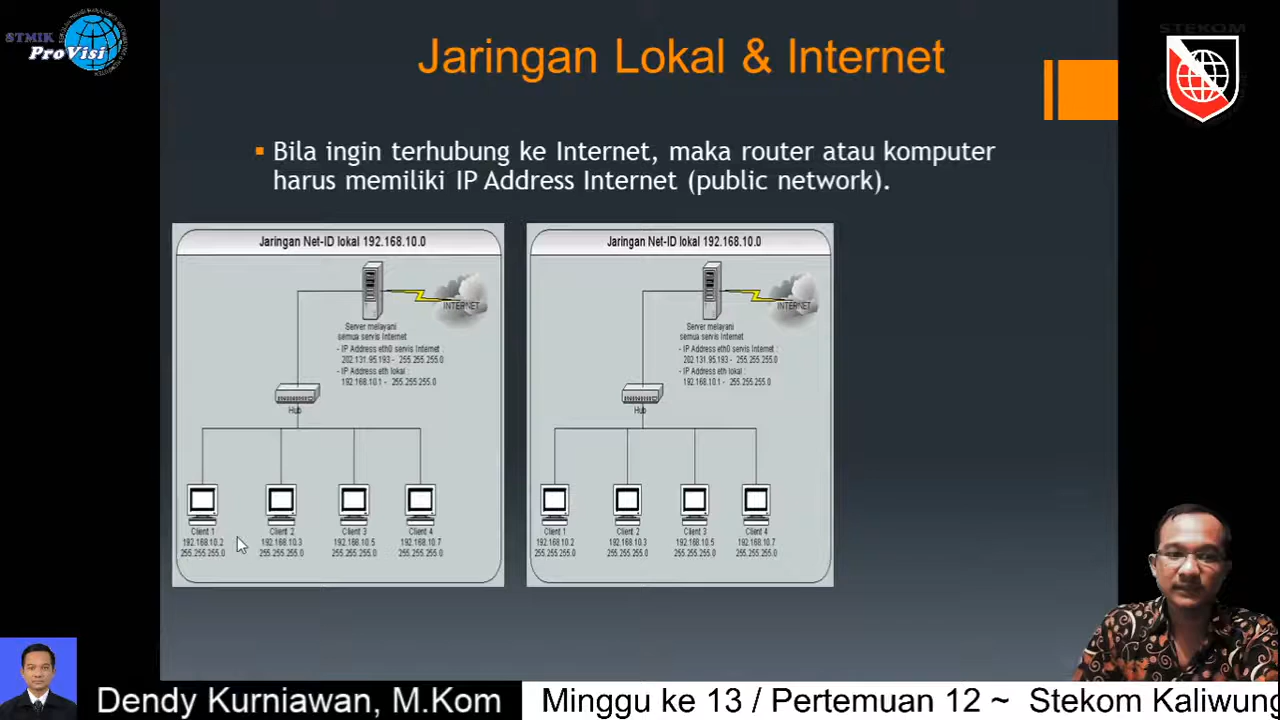 STMIK
ProVisi
STEKOM
Jaringan Lokal & Internet
Bila ingin terhubung ke Internet, maka router atau komputer
harus memiliki IP Address Internet (public network).
Jaringan Net-ID lokal 192.168.10.0
INTERNET
Server melayani
semua servis Internet
- IP Address eth0 servis Internet :
202.131.95.193 - 255.255.255.0
- IP Address eth lokal :
192.168.10.1 - 255.255.255.0
Hub
Client 1
192.168.10.2
255.255.255.0
Client 2
192.168.10.3
255.255.255.0
Client 3
192.168.10.5
255.255.255.0
Client 4
192.168.10.7
255.255.255.0
Jaringan Net-ID lokal 192.168.10.0
INTERNET
Server melayani
semua servis Internet
- IP Address eth0 servis Internet :
202.131.95.193 - 255.255.255.0
- IP Address eth lokal :
192.168.10.1 - 255.255.255.0
Hub
Client 1
192.168.10.2
255.255.255.0
Client 2
192.168.10.3
255.255.255.0
Client 3
192.168.10.5
255.255.255.0
Client 4
192.168.10.7
255.255.255.0
Dendy Kurniawan, M.Kom
Minggu ke 13 / Pertemuan 12 ~ Stekom Kaliwung